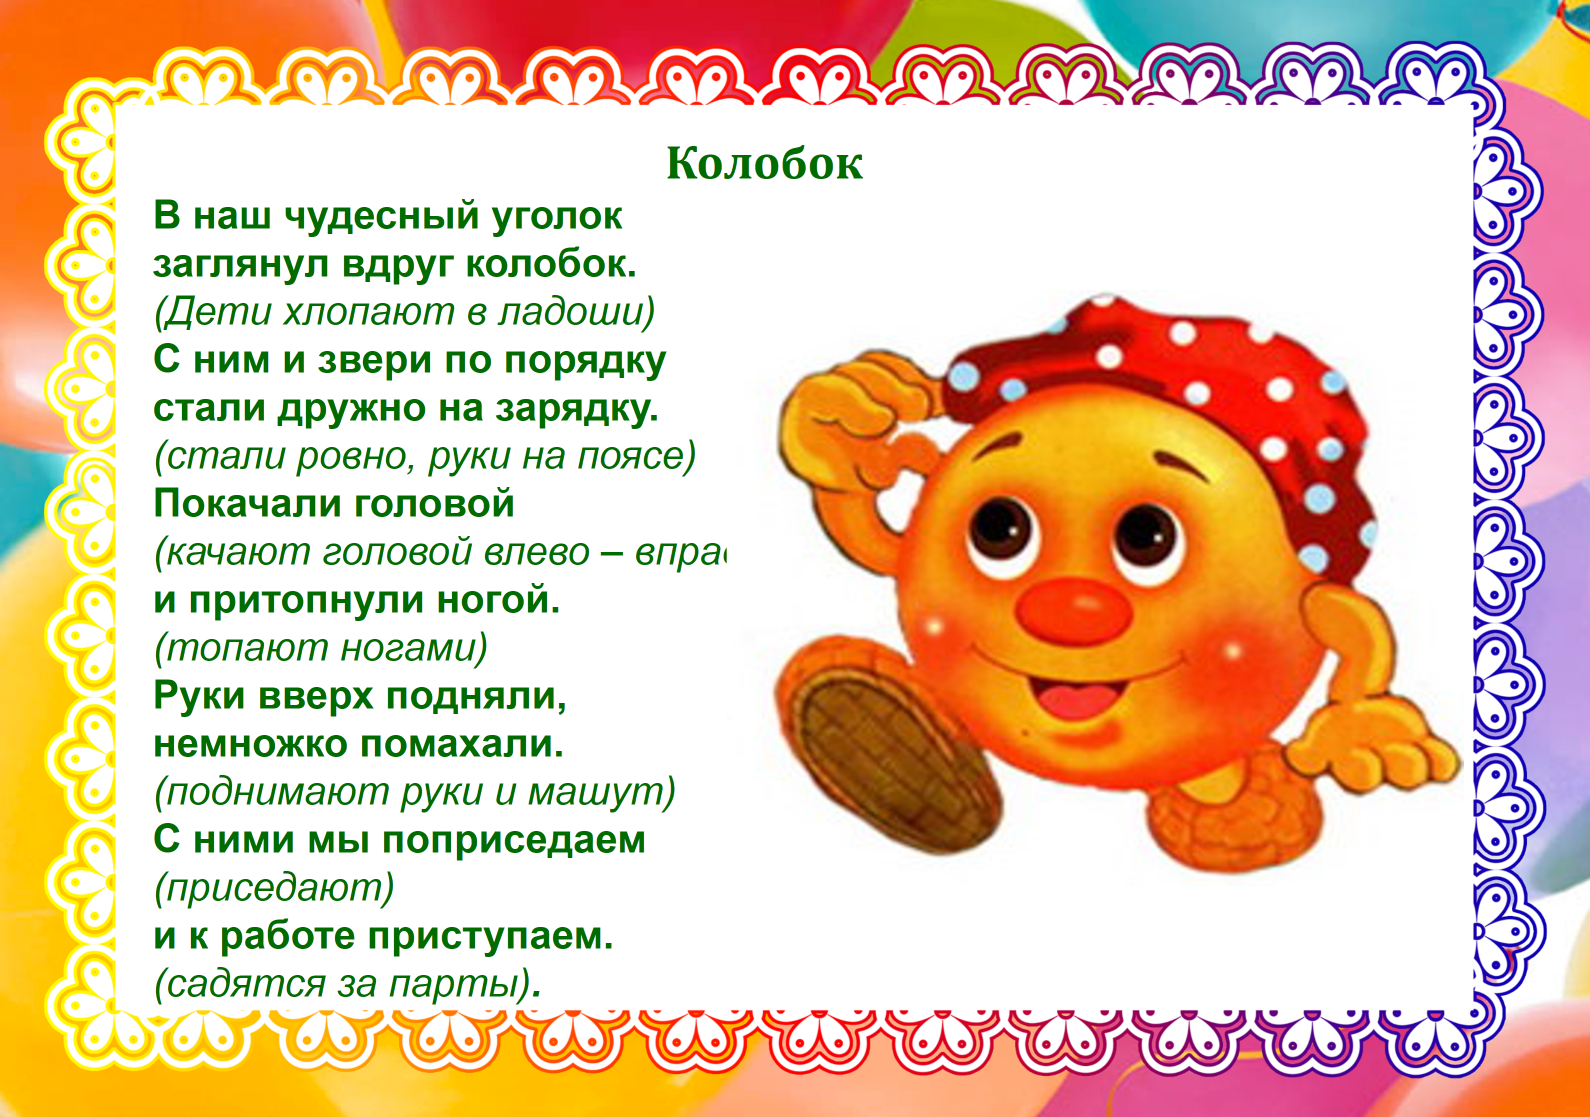 Колобок
В наш чудесный уголок
заглянул вдруг колобок.
(Дети хлопают в ладоши)
С ним и звери по порядку
стали дружно на зарядку.
(стали ровно, руки на поясе)
Покачали головой
(качают головой влево –
и притопнули ногой.
(топают ногами)
Руки вверх подняли,
немножко помахали.
(поднимают руки и машут)
С ними мы поприседаем
(приседают)
и к работе приступаем.
(садятся за парты).